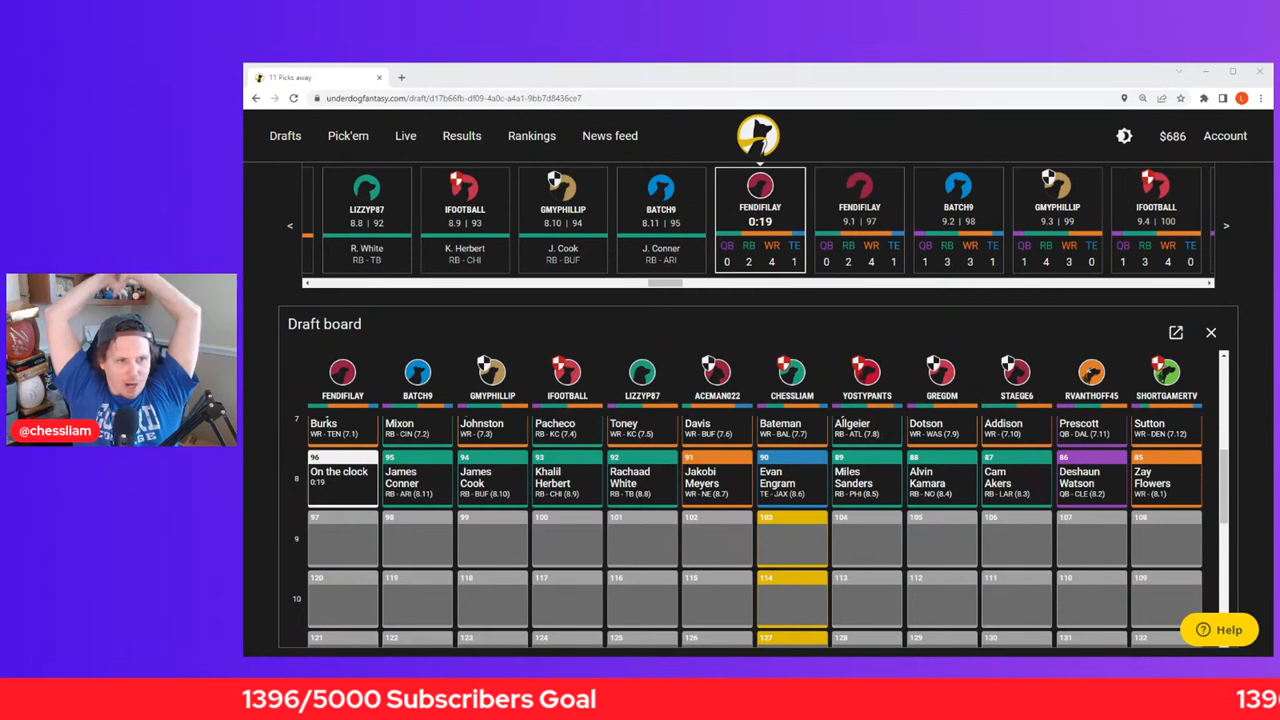 11 Picks away
underdogfantasy.com/draft/d17b66fb-df09-4a0c-a4a1-9bb7d8436ce7
Drafts Pick'em Live Results Rankings News feed $686 Account
LIZZYP87 IFOOTBALL GMYPHILLIP BATCH9 FENDIFILAY FENDIFILAY BATCH9 GMYPHILLIP IFOOTBALL
8.8 | 92 8.9 | 93 8.10 | 94 8.11 | 95 0:19 9.1 | 97 9.2 | 98 9.3 | 99 9.4 | 100
R. White K. Herbert J. Cook J. Conner QB RB WR TE QB RB WR TE QB RB WR TE QB RB WR TE QB RB WR TE
RB - TB RB - CHI RB - BUF RB - ARI 0 2 4 1 0 2 4 1 1 3 3 1 1 4 3 0 1 3 4 0
< >
Draft board
FENDIFILAY BATCH9 GMYPHILLIP IFOOTBALL LIZZYP87 ACEMAN022 CHESSLIAM YOSTYPANTS GREGDM STAEGE6 RVANTHOFF45 SHORTGAMERTV
7 Burks Mixon Johnston Pacheco Toney Davis Bateman Allgeier Dotson Addison Prescott Sutton
WR - TEN (7.1) RB - CIN (7.2) WR - (7.3) RB - KC (7.4) WR - KC (7.5) WR - BUF (7.6) WR - BAL (7.7) RB - ATL (7.8) WR - WAS (7.9) WR - (7.10) QB - DAL (7.11) WR - DEN (7.12)
96 95 94 93 92 91 90 89 88 87 86 85
On the clock James James Khalil Rachaad Jakobi Evan Miles Alvin Cam Deshaun Zay
8 0:19 Conner Cook Herbert White Meyers Engram Sanders Kamara Akers Watson Flowers
RB - ARI (8.11) RB - BUF (8.10) RB - CHI (8.9) RB - TB (8.8) WR - NE (8.7) TE - JAX (8.6) RB - PHI (8.5) RB - NO (8.4) RB - LAR (8.3) QB - CLE (8.2) WR - (8.1)
97 98 99 100 101 102 103 104 105 106 107 108
9
120 119 118 117 116 115 114 113 112 111 110 109
10
121 122 123 124 125 126 127 128 129 130 131 132
Help
@chessliam
1396/5000 Subscribers Goal 139